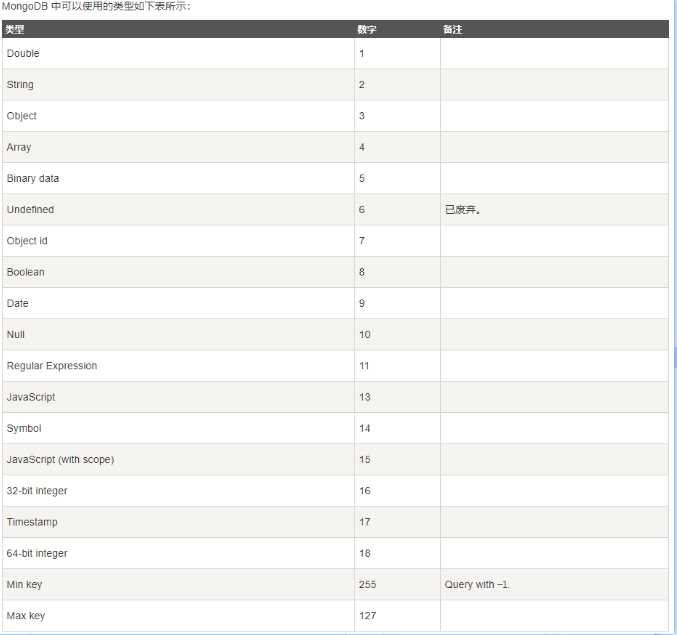 MongoDB 中可以使用的类型如下表所示：
类型 数字 备注
Double 1
String 2
Object 3
Array 4
Binary data 5
Undefined 6 已废弃。
Object id 7
Boolean 8
Date 9
Null 10
Regular Expression 11
JavaScript 13
Symbol 14
JavaScript (with scope) 15
32-bit integer 16
Timestamp 17
64-bit integer 18
Min key 255 Query with –1.
Max key 127